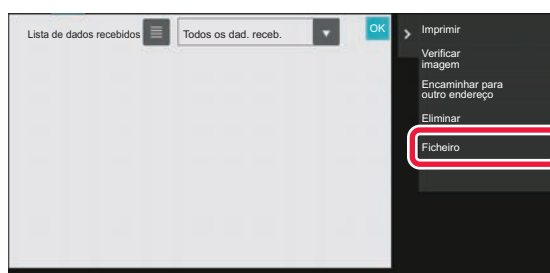 Lista de dados recebidos
Todos os dad. receb.
OK
Imprimir
Verificar
imagem
Encaminhar para
outro endereço
Eliminar
Ficheiro